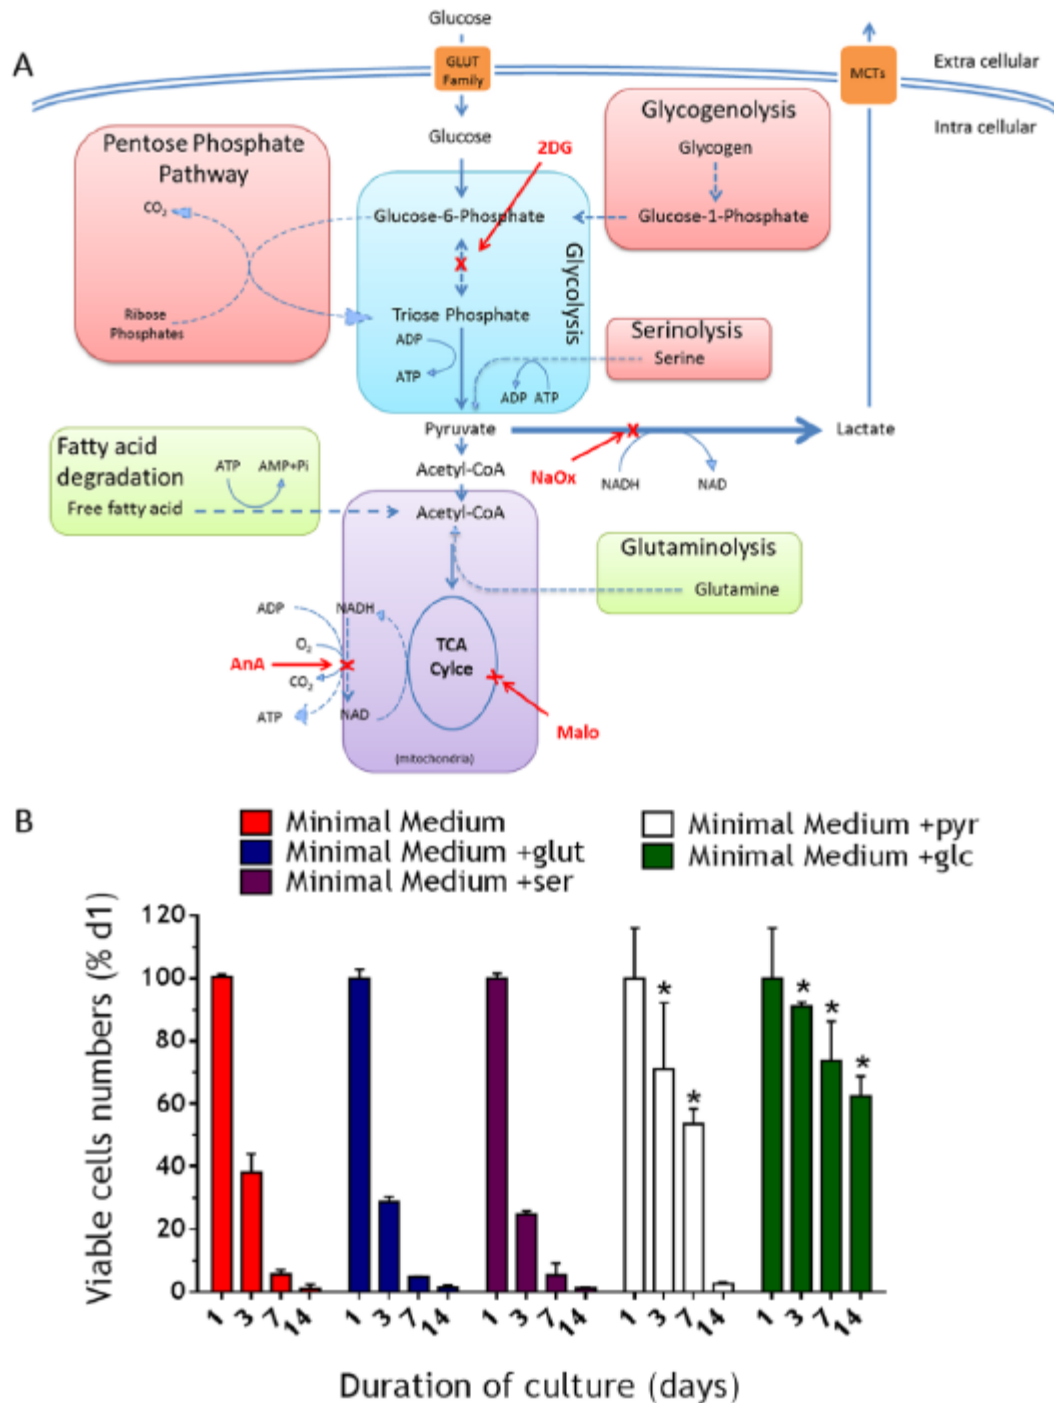 A
Glucose
GLUT
Family
MCTs
Extra cellular
Intra cellular
Glucose
Pentose Phosphate
Pathway
CO2
Ribose
Phosphates
2DG
Glycogenolysis
Glycogen
Glucose-1-Phosphate
Glucose-6-Phosphate
X
Glycolysis
Triose Phosphate
ADP
ATP
Serinolysis
Serine
ADP ATP
Pyruvate
X
Lactate
NaOx
NADH
NAD
Fatty acid
degradation
ATP AMP+Pi
Free fatty acid
Acetyl-CoA
Acetyl-CoA
Glutaminolysis
Glutamine
ADP
NADH
O2
AnA
X
CO2
ATP
NAD
TCA
Cylce
X
Malo
(mitochondria)
B
Minimal Medium
Minimal Medium +glut
Minimal Medium +ser
Minimal Medium +pyr
Minimal Medium +glc
Viable cells numbers (% d1)
120
100
80
60
40
20
0
* * * * *
1 3 7 14 1 3 7 14 1 3 7 14 1 3 7 14 1 3 7 14
Duration of culture (days)